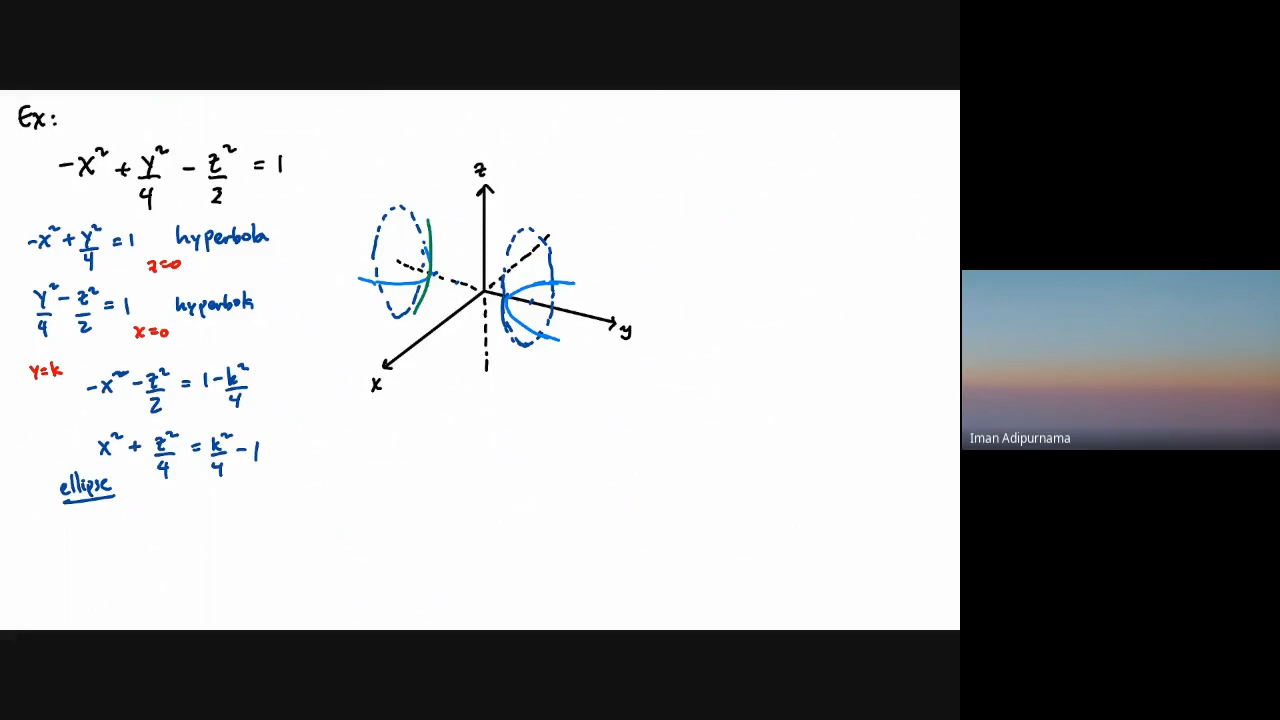 Ex:
-x² + y²/4 - z²/2 = 1
-x² + y²/4 = 1 hyperbola
z=0
y²/4 - z²/2 = 1 hyperbola
x=0
y=k
-x² - z²/2 = 1 - k²/4
x² + z²/4 = k²/4 - 1
ellipse
z
y
x
Iman Adipurnama